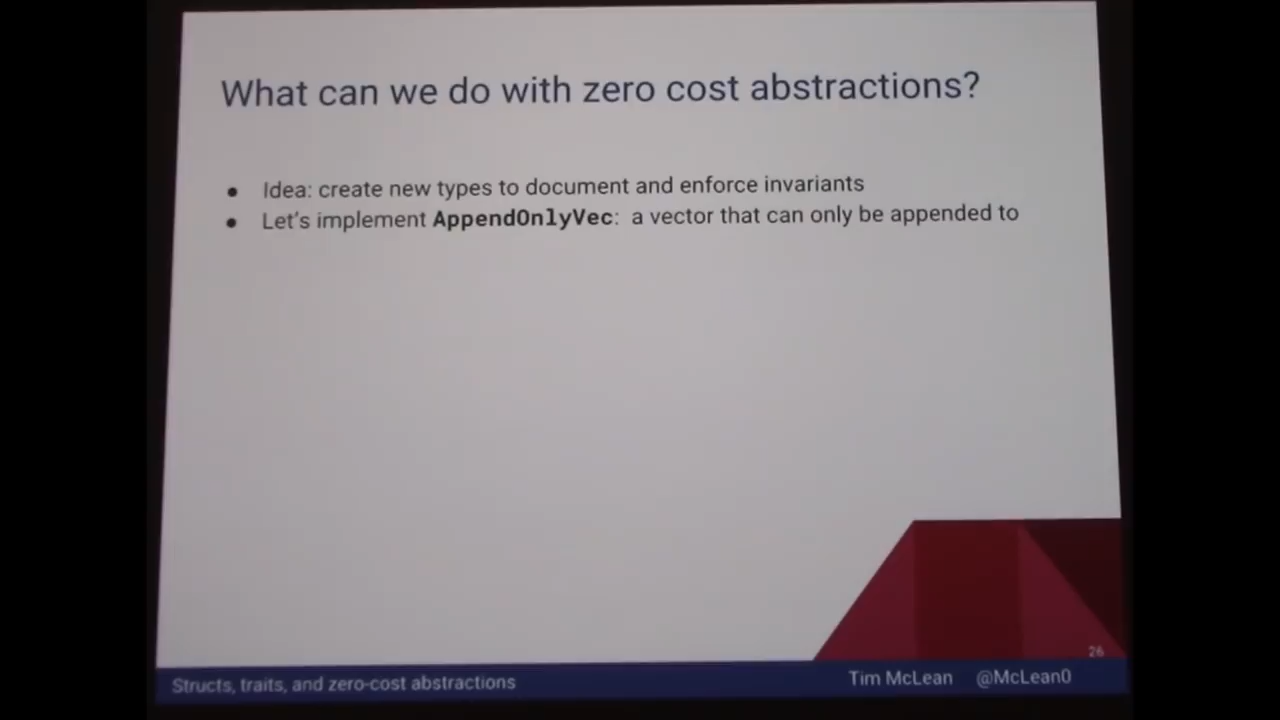 What can we do with zero cost abstractions?
● Idea: create new types to document and enforce invariants
● Let's implement AppendOnlyVec: a vector that can only be appended to
26
Structs, traits, and zero-cost abstractions
Tim McLean @McLean0